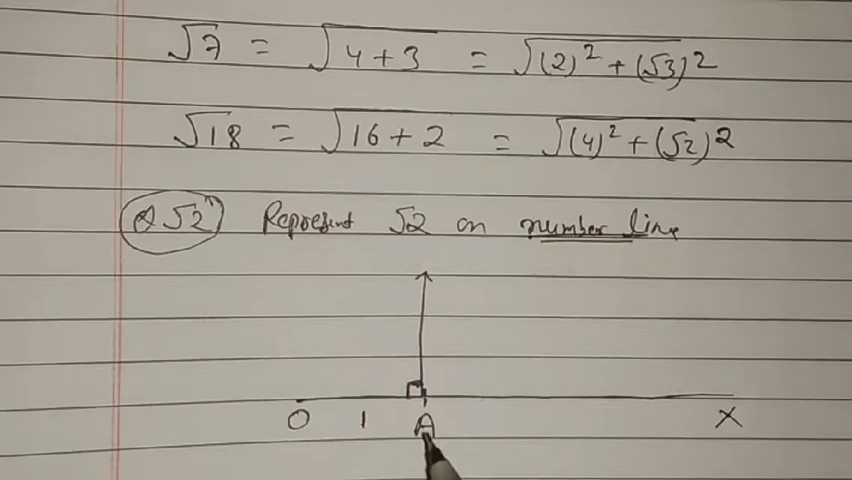 √7 = √4+3 = √(2)² + (√3)²
√18 = √16+2 = √(4)² + (√2)²
Q √2" Represent √2 on number line
O 1 A X